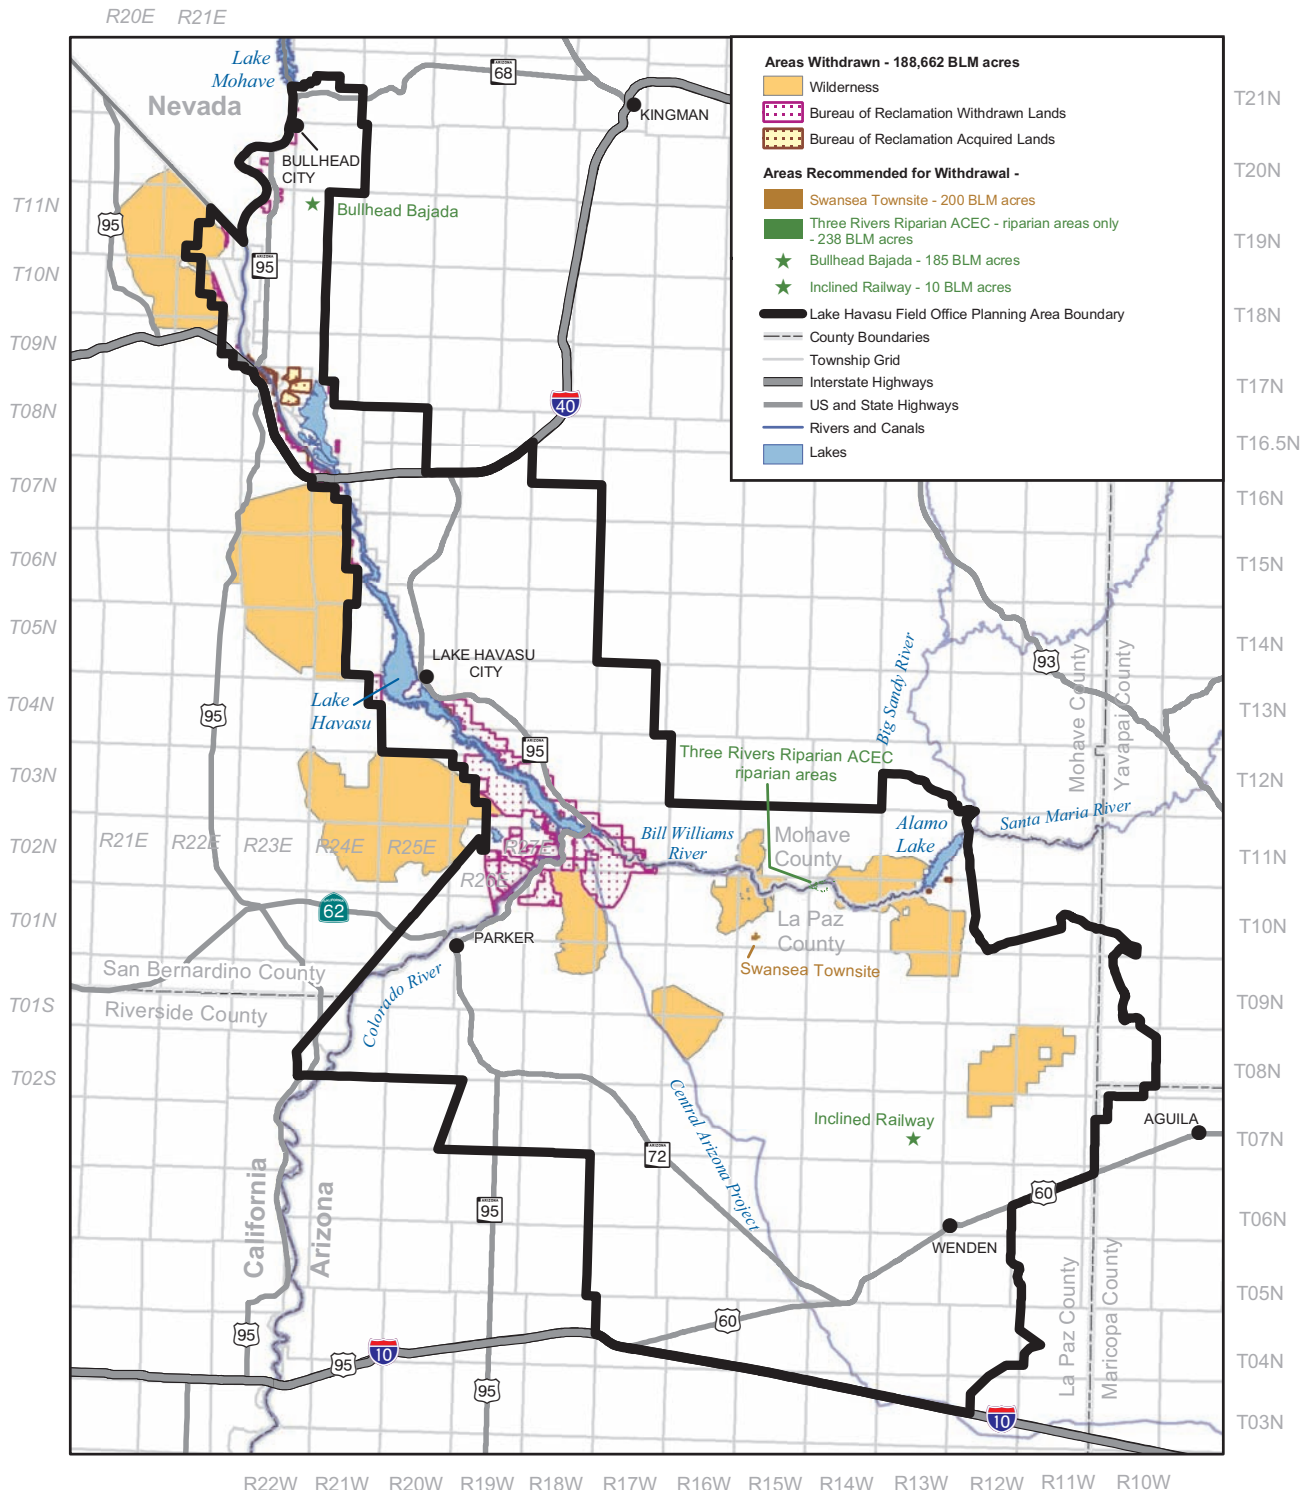 R20E R21E
Lake
Mohave
Nevada
ARIZONA
68
KINGMAN
BULLHEAD
CITY
Bullhead Bajada
95
ARIZONA
95
40
Areas Withdrawn - 188,662 BLM acres
Wilderness
Bureau of Reclamation Withdrawn Lands
Bureau of Reclamation Acquired Lands
Areas Recommended for Withdrawal -
Swansea Townsite - 200 BLM acres
Three Rivers Riparian ACEC - riparian areas only
- 238 BLM acres
Bullhead Bajada - 185 BLM acres
Inclined Railway - 10 BLM acres
Lake Havasu Field Office Planning Area Boundary
County Boundaries
Township Grid
Interstate Highways
US and State Highways
Rivers and Canals
Lakes
T11N
T10N
T09N
T08N
T07N
T06N
T05N
T04N
T03N
T02N
T01N
T01S
T02S
T21N
T20N
T19N
T18N
T17N
T16.5N
T16N
T15N
T14N
T13N
T12N
T11N
T10N
T09N
T08N
T07N
T06N
T05N
T04N
T03N
LAKE HAVASU
CITY
Lake
Havasu
95
ARIZONA
95
Big Sandy River
93
Mohave County
Yavapai County
Three Rivers Riparian ACEC
riparian areas
Bill Williams
River
Mohave
County
Alamo
Lake
Santa Maria River
R21E R22E R23E R24E R25E R27E
R26E
CALIFORNIA
62
PARKER
La Paz
County
Swansea Townsite
San Bernardino County
Riverside County
Colorado River
Central Arizona Project
Inclined Railway
AGUILA
ARIZONA
72
60
WENDEN
California
Arizona
ARIZONA
95
La Paz County
Maricopa County
60
95
10
95
95
10
R22W R21W R20W R19W R18W R17W R16W R15W R14W R13W R12W R11W R10W